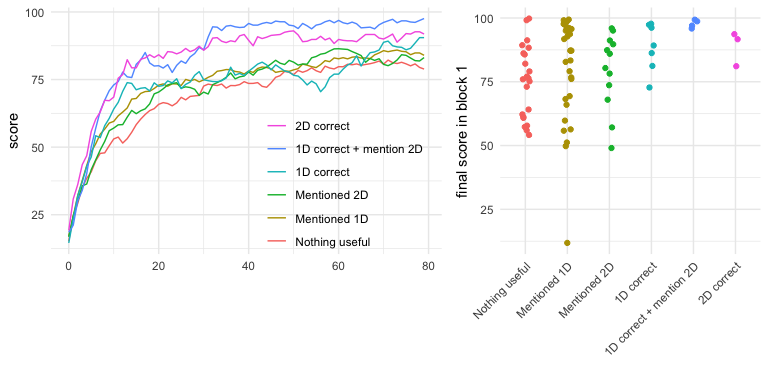 score
100
75
50
25
0
20
40
60
80
2D correct
1D correct + mention 2D
1D correct
Mentioned 2D
Mentioned 1D
Nothing useful
final score in block 1
100
75
50
25
Nothing useful
Mentioned 1D
Mentioned 2D
1D correct
1D correct + mention 2D
2D correct